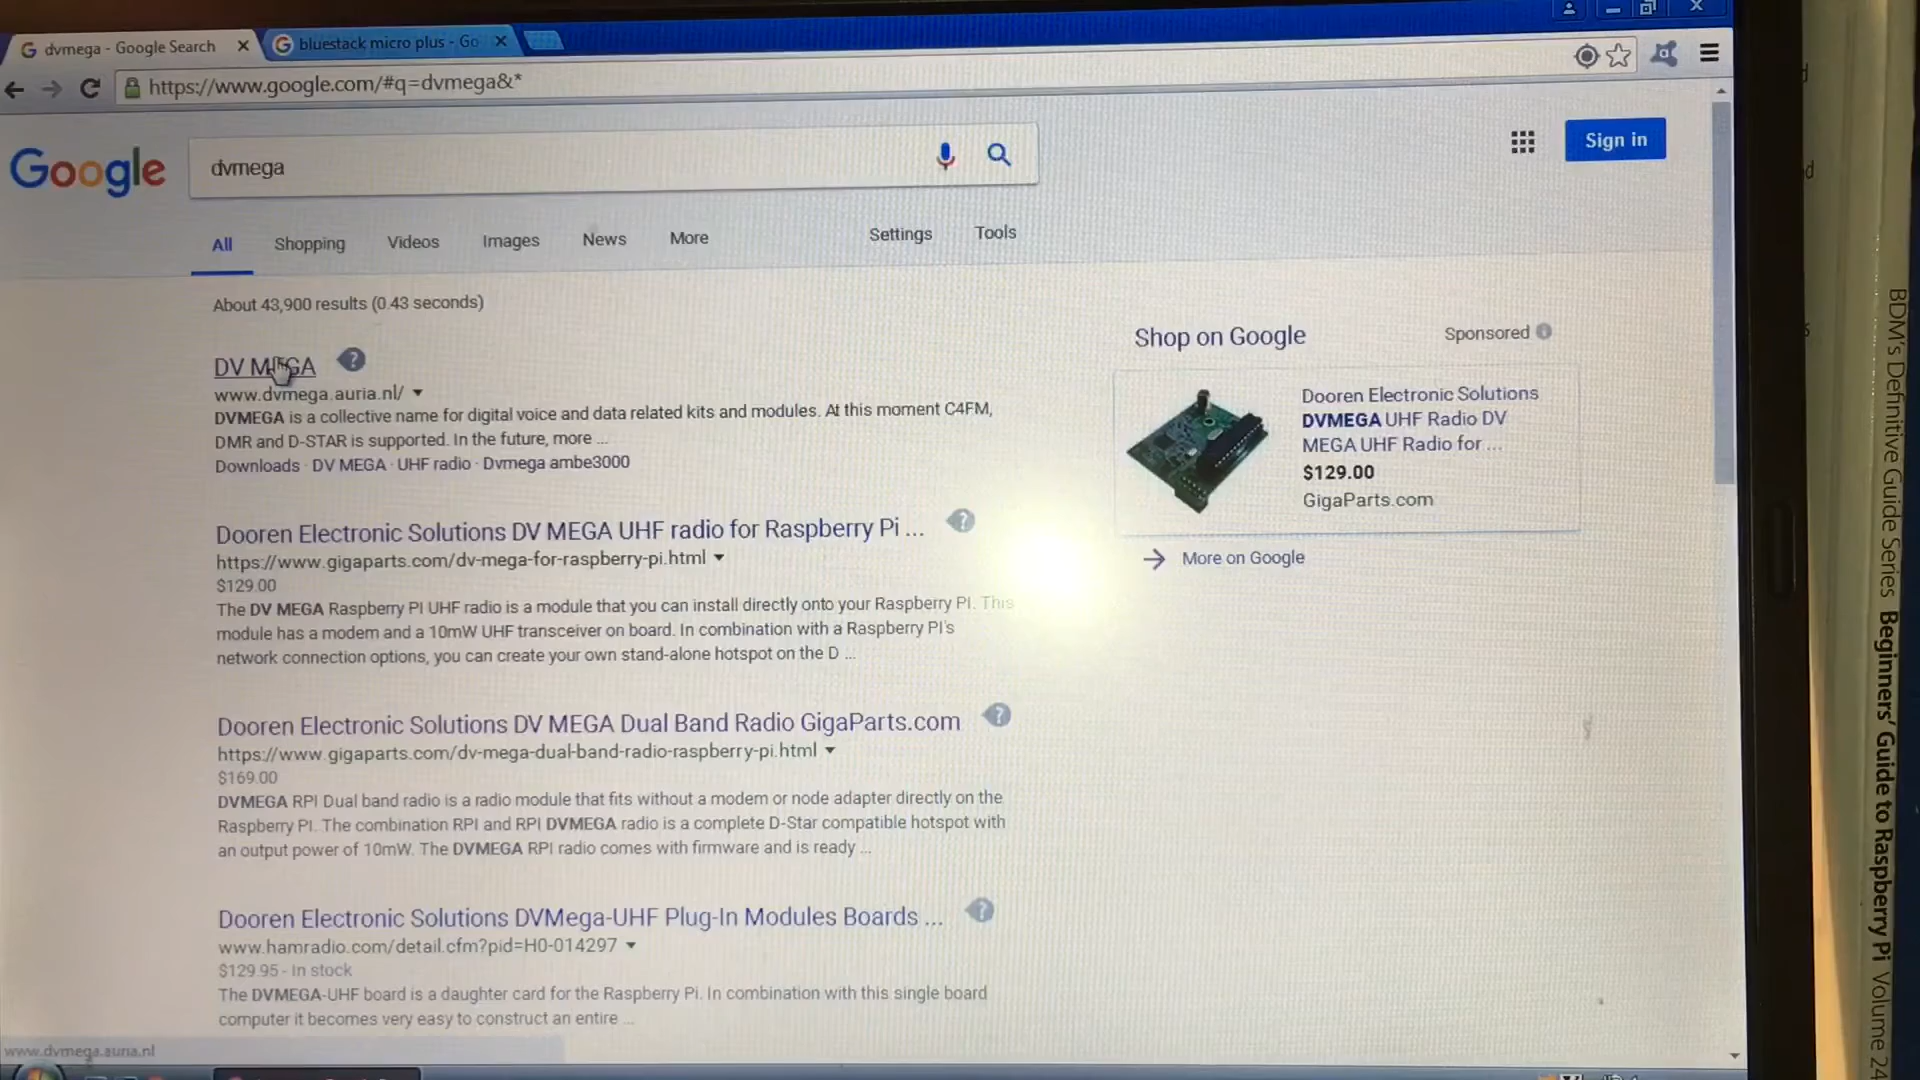 dvmega - Google Search
bluestack micro plus - Go
https://www.google.com/#q=dvmega&*
Google
dvmega
Sign in
All Shopping Videos Images News More Settings Tools
About 43,900 results (0.43 seconds)
DV MEGA
www.dvmega.auria.nl/
DVMEGA is a collective name for digital voice and data related kits and modules. At this moment C4FM,
DMR and D-STAR is supported. In the future, more ...
Downloads · DV MEGA · UHF radio · Dvmega ambe3000
Dooren Electronic Solutions DV MEGA UHF radio for Raspberry Pi ...
https://www.gigaparts.com/dv-mega-for-raspberry-pi.html
$129.00
The DV MEGA Raspberry PI UHF radio is a module that you can install directly onto your Raspberry PI. This
module has a modem and a 10mW UHF transceiver on board. In combination with a Raspberry PI's
network connection options, you can create your own stand-alone hotspot on the D ...
Dooren Electronic Solutions DV MEGA Dual Band Radio GigaParts.com
https://www.gigaparts.com/dv-mega-dual-band-radio-raspberry-pi.html
$169.00
DVMEGA RPI Dual band radio is a radio module that fits without a modem or node adapter directly on the
Raspberry PI. The combination RPI and RPI DVMEGA radio is a complete D-Star compatible hotspot with
an output power of 10mW. The DVMEGA RPI radio comes with firmware and is ready ...
Dooren Electronic Solutions DVMega-UHF Plug-In Modules Boards ...
www.hamradio.com/detail.cfm?pid=H0-014297
$129.95 - In stock
The DVMEGA-UHF board is a daughter card for the Raspberry Pi. In combination with this single board
computer it becomes very easy to construct an entire ...
www.dvmega.auria.nl
Shop on Google
Sponsored
Dooren Electronic Solutions
DVMEGA UHF Radio DV
MEGA UHF Radio for ...
$129.00
GigaParts.com
More on Google
BDM's Definitive Guide Series Beginners' Guide to Raspberry Pi Volume 24